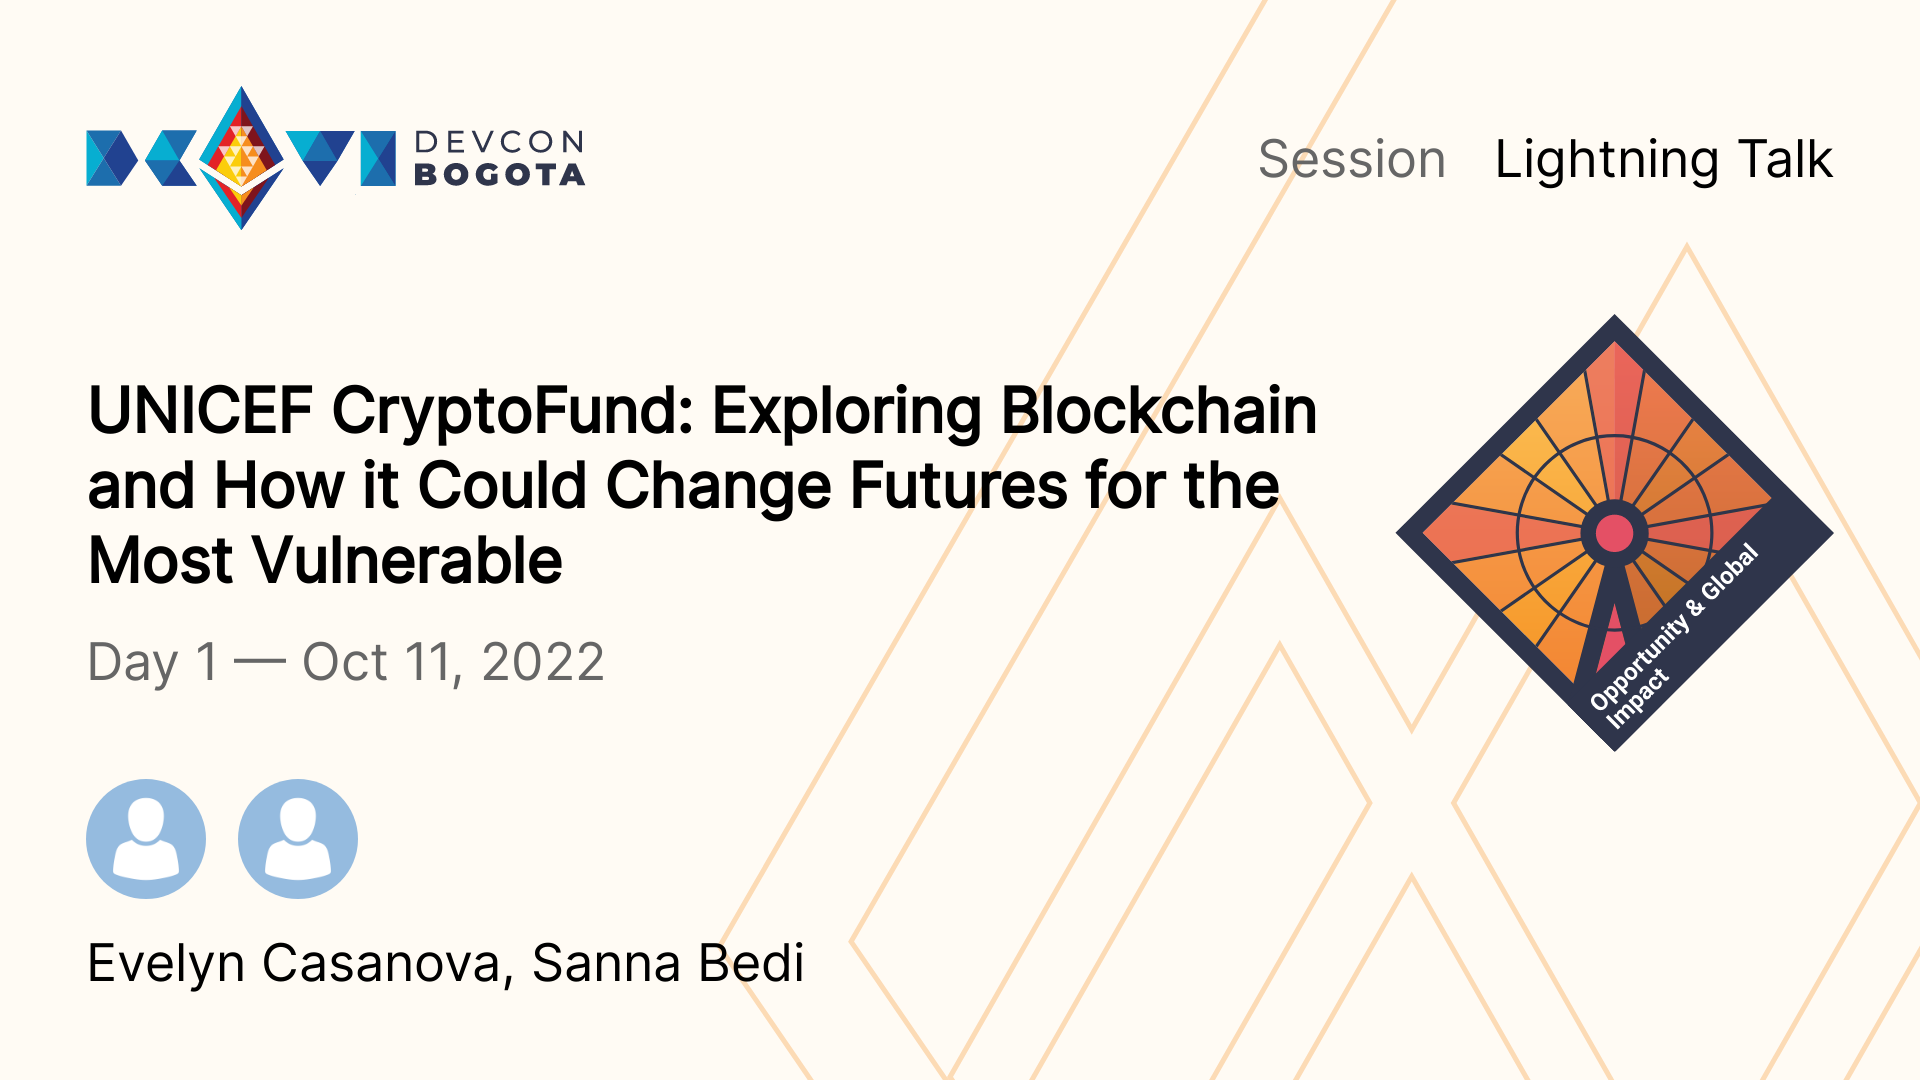 DEVCON
BOGOTA
Session Lightning Talk
UNICEF CryptoFund: Exploring Blockchain
and How it Could Change Futures for the
Most Vulnerable
Day 1 — Oct 11, 2022
Opportunity & Global
Impact
Evelyn Casanova, Sanna Bedi